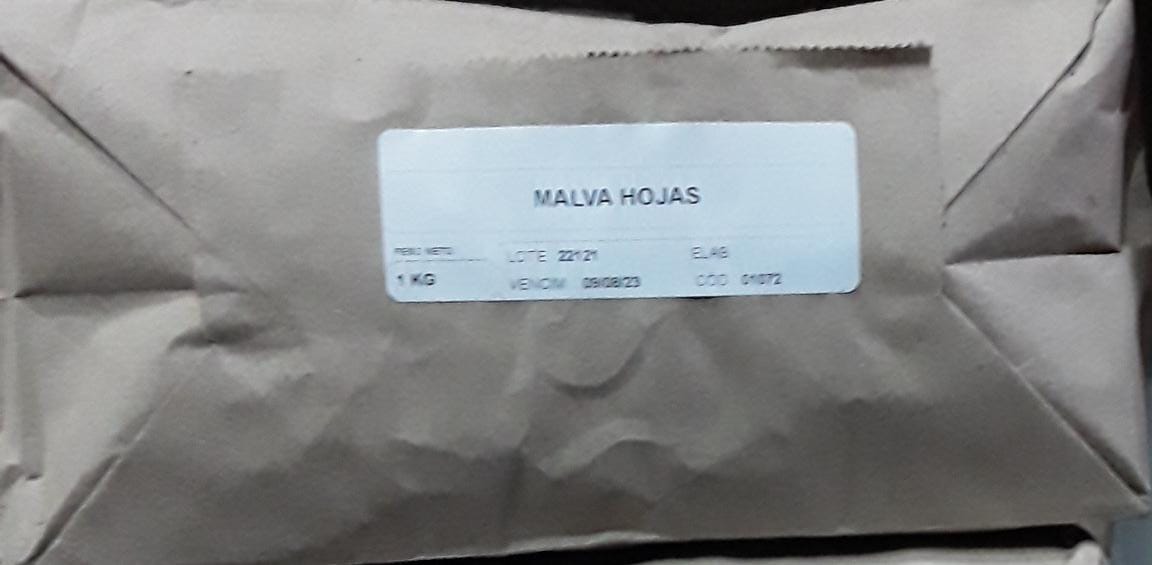 MALVA HOJAS
PESO NETO LOTE 22121 ELAB
1 KG VENCIM 09/08/23 COD 01072